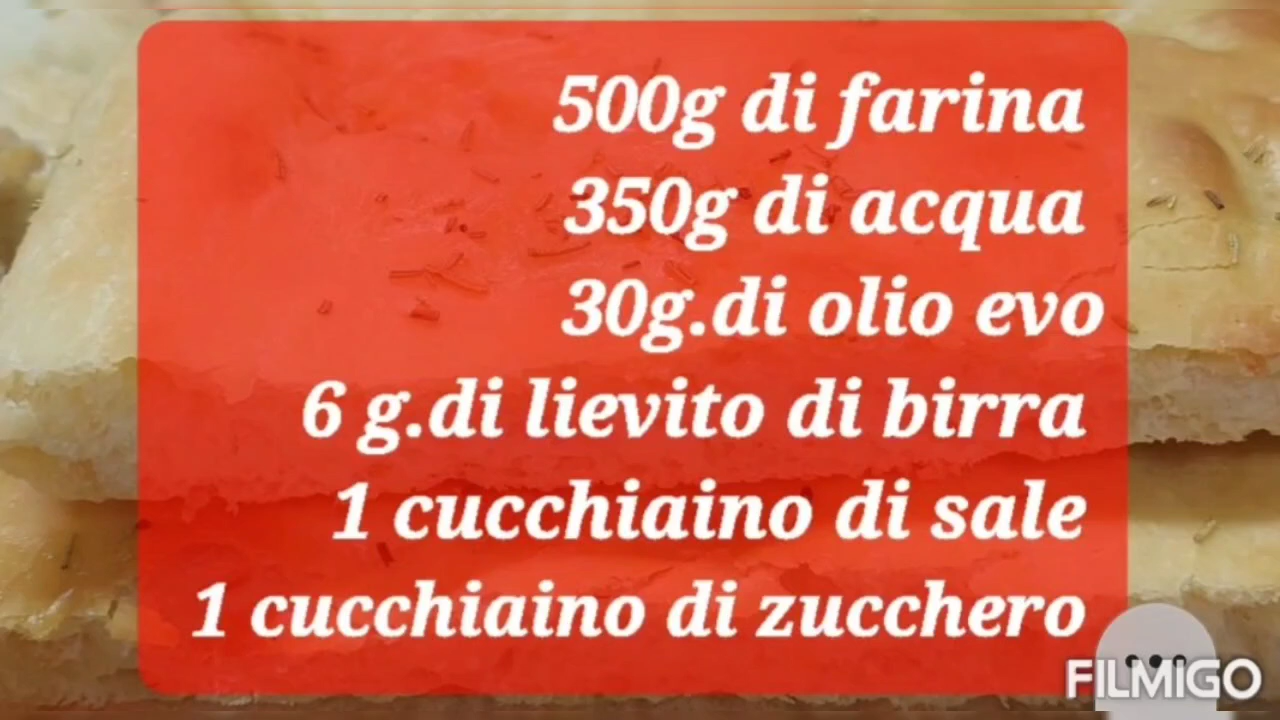 500g di farina
350g di acqua
30g.di olio evo
6 g.di lievito di birra
1 cucchiaino di sale
1 cucchiaino di zucchero
FILMIGO